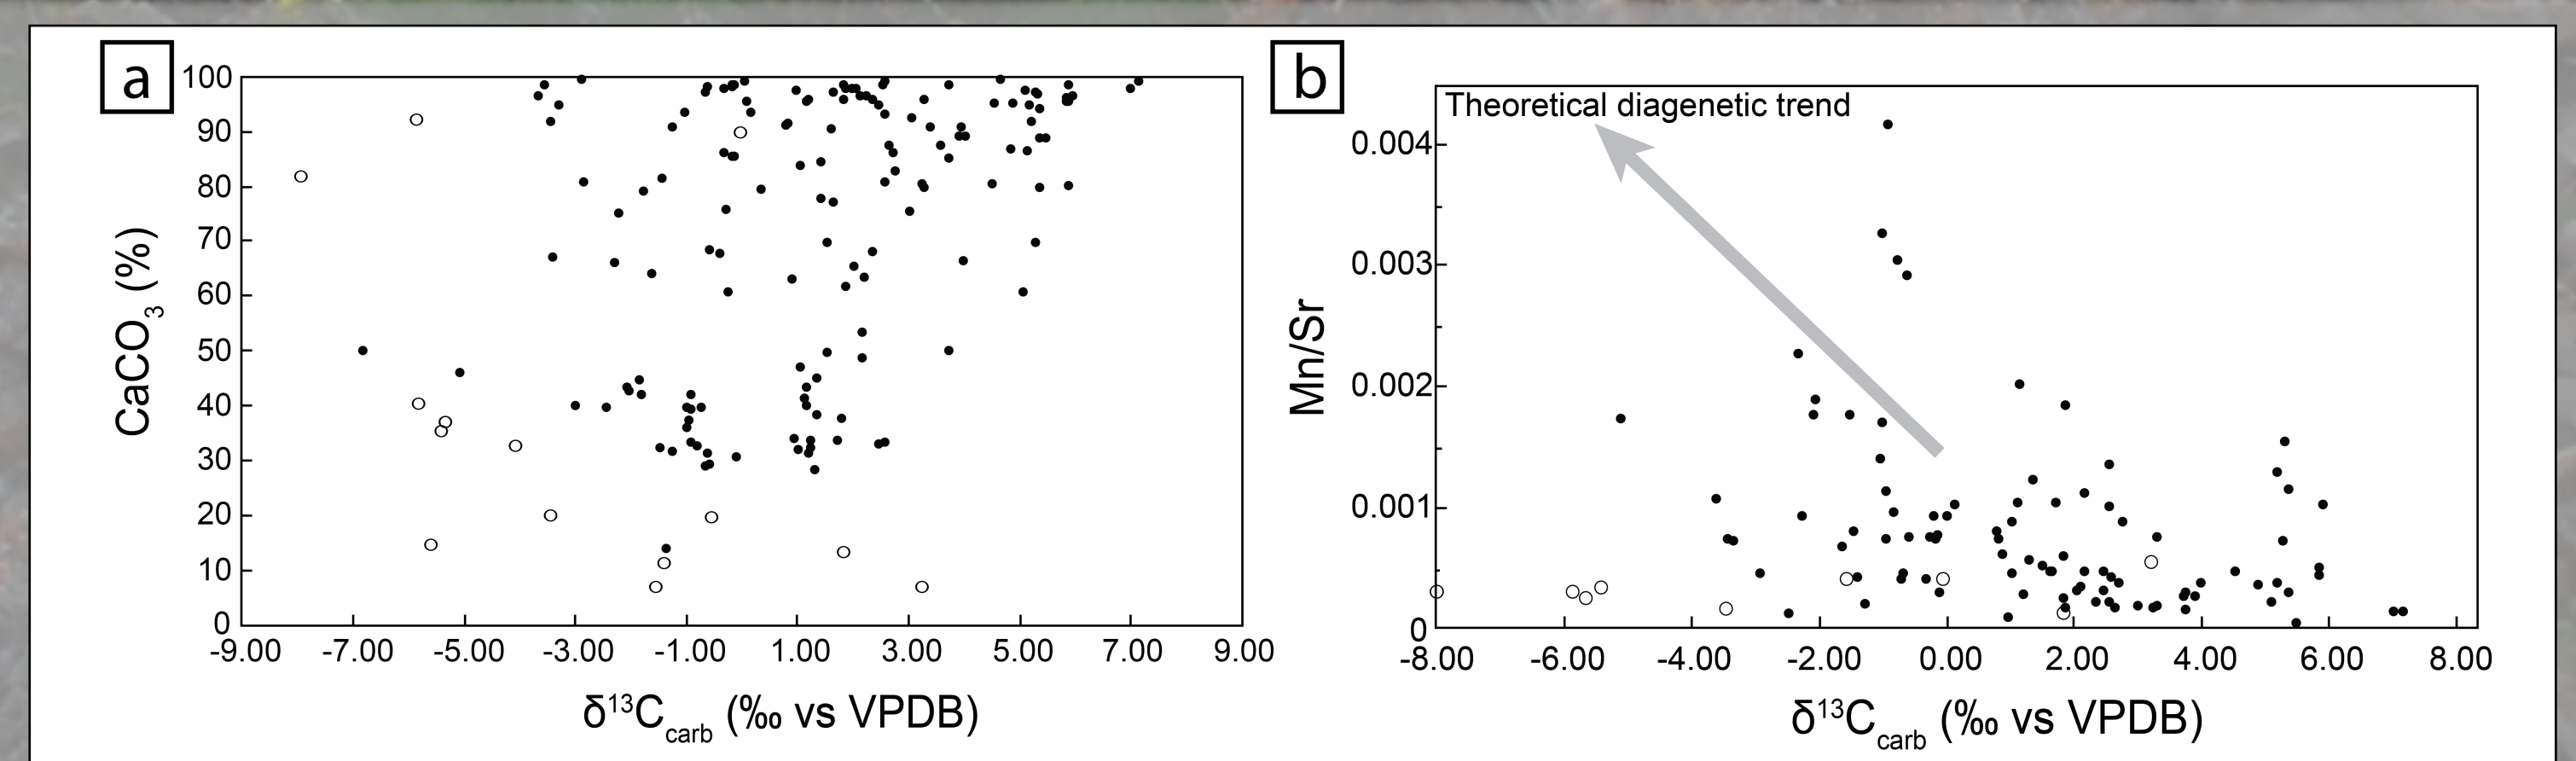 a
100
90
80
70
60
50
40
30
20
10
0
CaCO₃ (%)
-9.00 -7.00 -5.00 -3.00 -1.00 1.00 3.00 5.00 7.00 9.00
δ¹³C_carb (‰ vs VPDB)
b
Theoretical diagenetic trend
0.004
0.003
0.002
0.001
0
Mn/Sr
-8.00 -6.00 -4.00 -2.00 0.00 2.00 4.00 6.00 8.00
δ¹³C_carb (‰ vs VPDB)